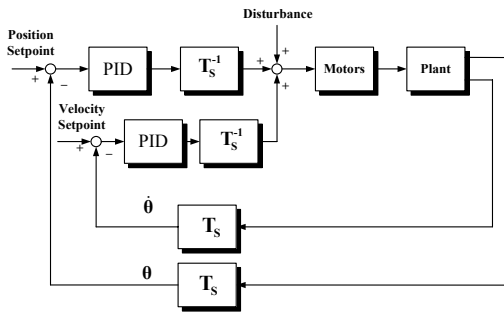 Disturbance
Position
Setpoint
+
−
PID
T_S^{-1}
+
+
+
Motors
Plant
Velocity
Setpoint
+
−
PID
T_S^{-1}
θ̇
T_S
θ
T_S